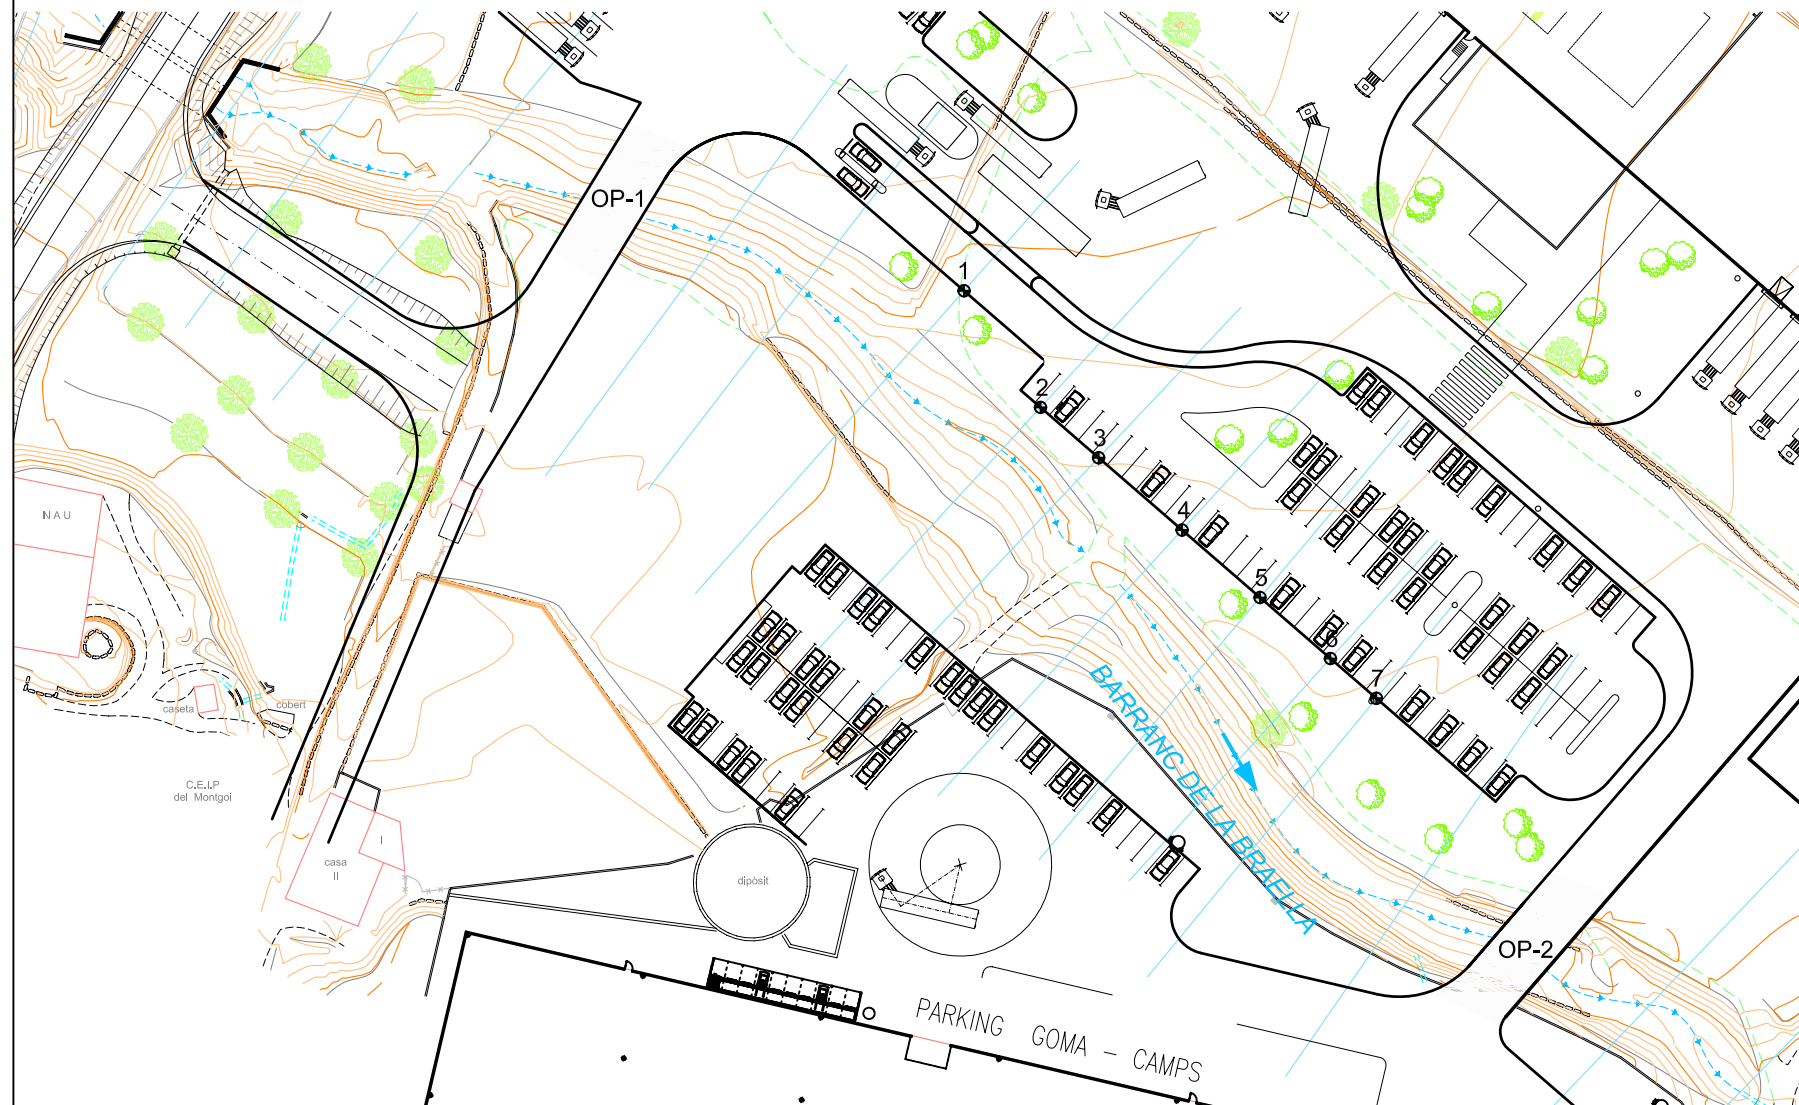 OP-1
1
2
3
4
5
6
7
NAU
caseta
cobert
C.E.I.P
del Montgoi
casa
II
I
dipòsit
BARRANC DE LA BRAELLA
OP-2
PARKING GOMA - CAMPS